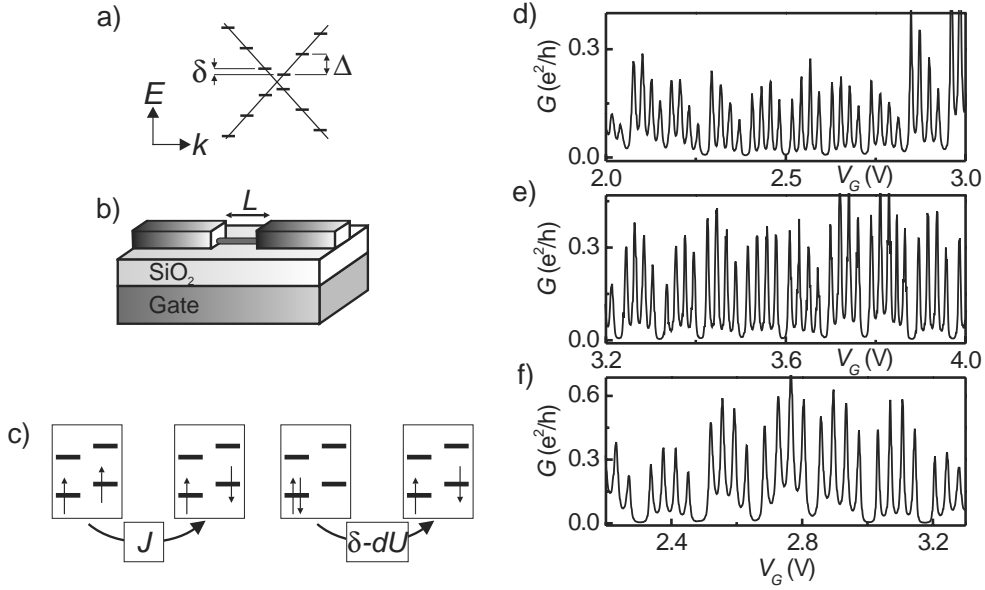 a)
δ
Δ
E
k
b)
L
SiO2
Gate
c)
J
δ-dU
d)
G (e²/h)
0.3
0.0
2.0
2.5
3.0
V_G (V)
e)
G (e²/h)
0.3
0.0
3.2
3.6
4.0
V_G (V)
f)
G (e²/h)
0.6
0.3
0.0
2.4
2.8
3.2
V_G (V)